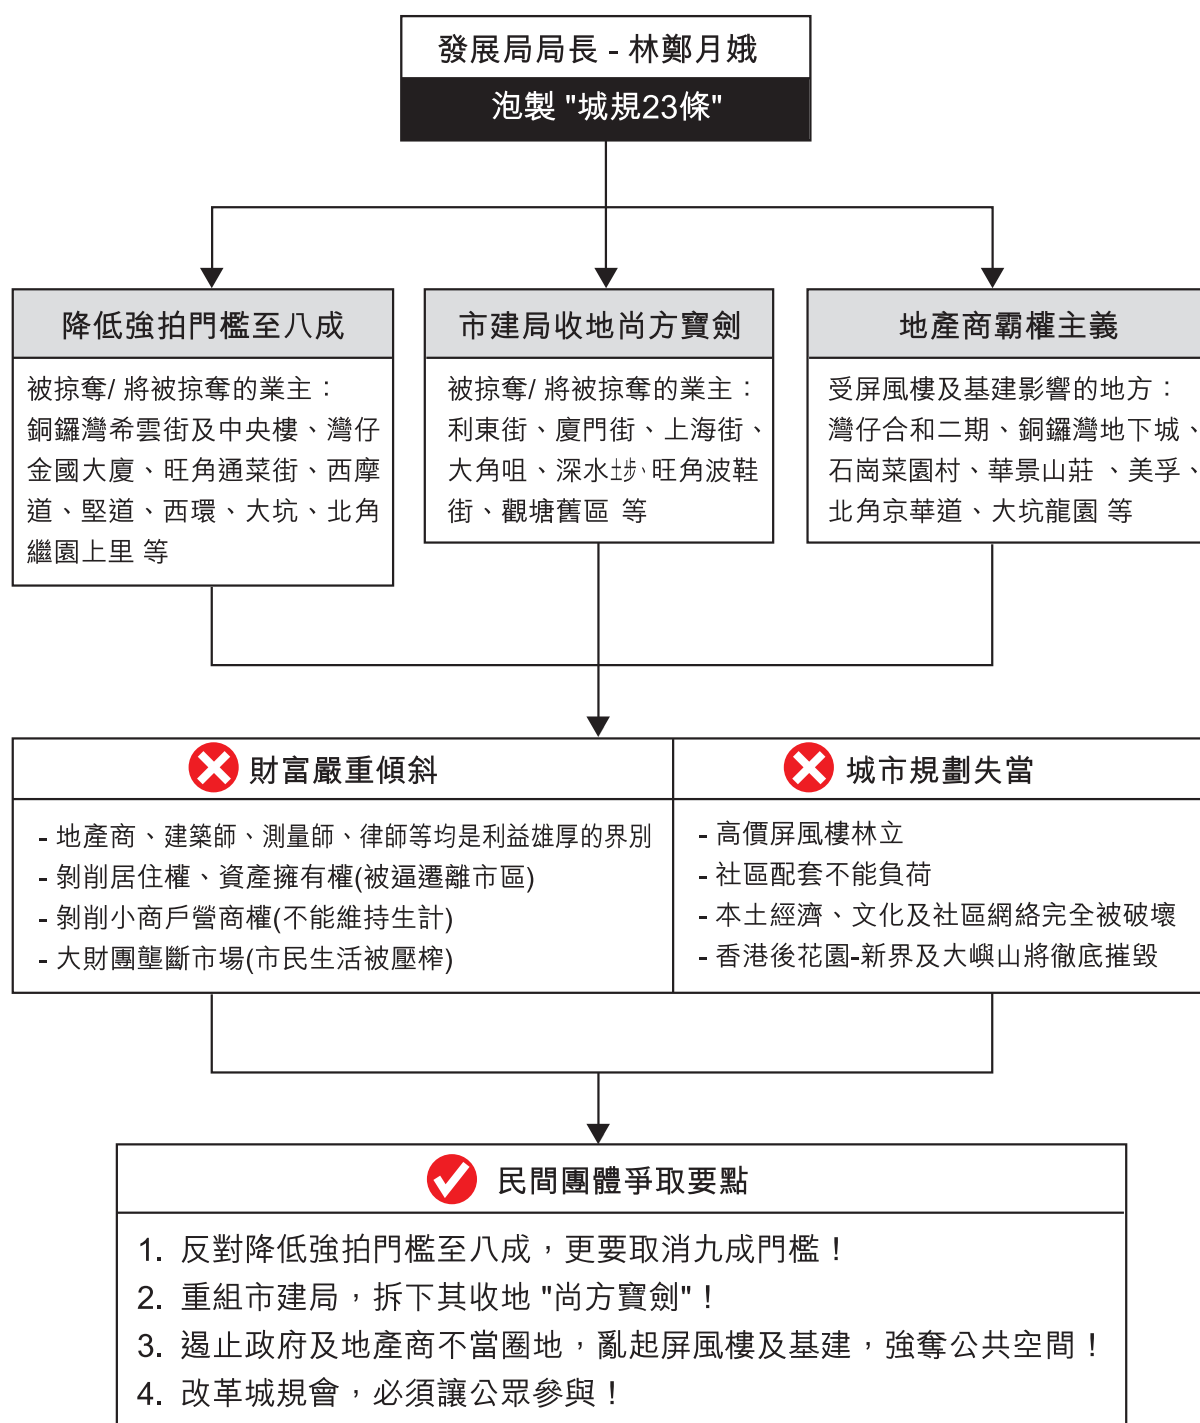 發展局局長 - 林鄭月娥
泡製 "城規23條"
降低強拍門檻至八成
被掠奪/ 將被掠奪的業主：
銅鑼灣希雲街及中央樓、灣仔
金國大廈、旺角通菜街、西摩
道、堅道、西環、大坑、北角
繼園上里 等
市建局收地尚方寶劍
被掠奪/ 將被掠奪的業主：
利東街、廈門街、上海街、
大角咀、深水埗、旺角波鞋
街、觀塘舊區 等
地產商霸權主義
受屏風樓及基建影響的地方：
灣仔合和二期、銅鑼灣地下城、
石崗菜園村、華景山莊 、美孚、
北角京華道、大坑龍園 等
財富嚴重傾斜
- 地產商、建築師、測量師、律師等均是利益雄厚的界別
- 剝削居住權、資產擁有權(被逼遷離市區)
- 剝削小商戶營商權(不能維持生計)
- 大財團壟斷市場(市民生活被壓榨)
城市規劃失當
- 高價屏風樓林立
- 社區配套不能負荷
- 本土經濟、文化及社區網絡完全被破壞
- 香港後花園-新界及大嶼山將徹底摧毀
民間團體爭取要點
1. 反對降低強拍門檻至八成，更要取消九成門檻！
2. 重組市建局，拆下其收地 "尚方寶劍"！
3. 遏止政府及地產商不當圈地，亂起屏風樓及基建，強奪公共空間！
4. 改革城規會，必須讓公眾參與！